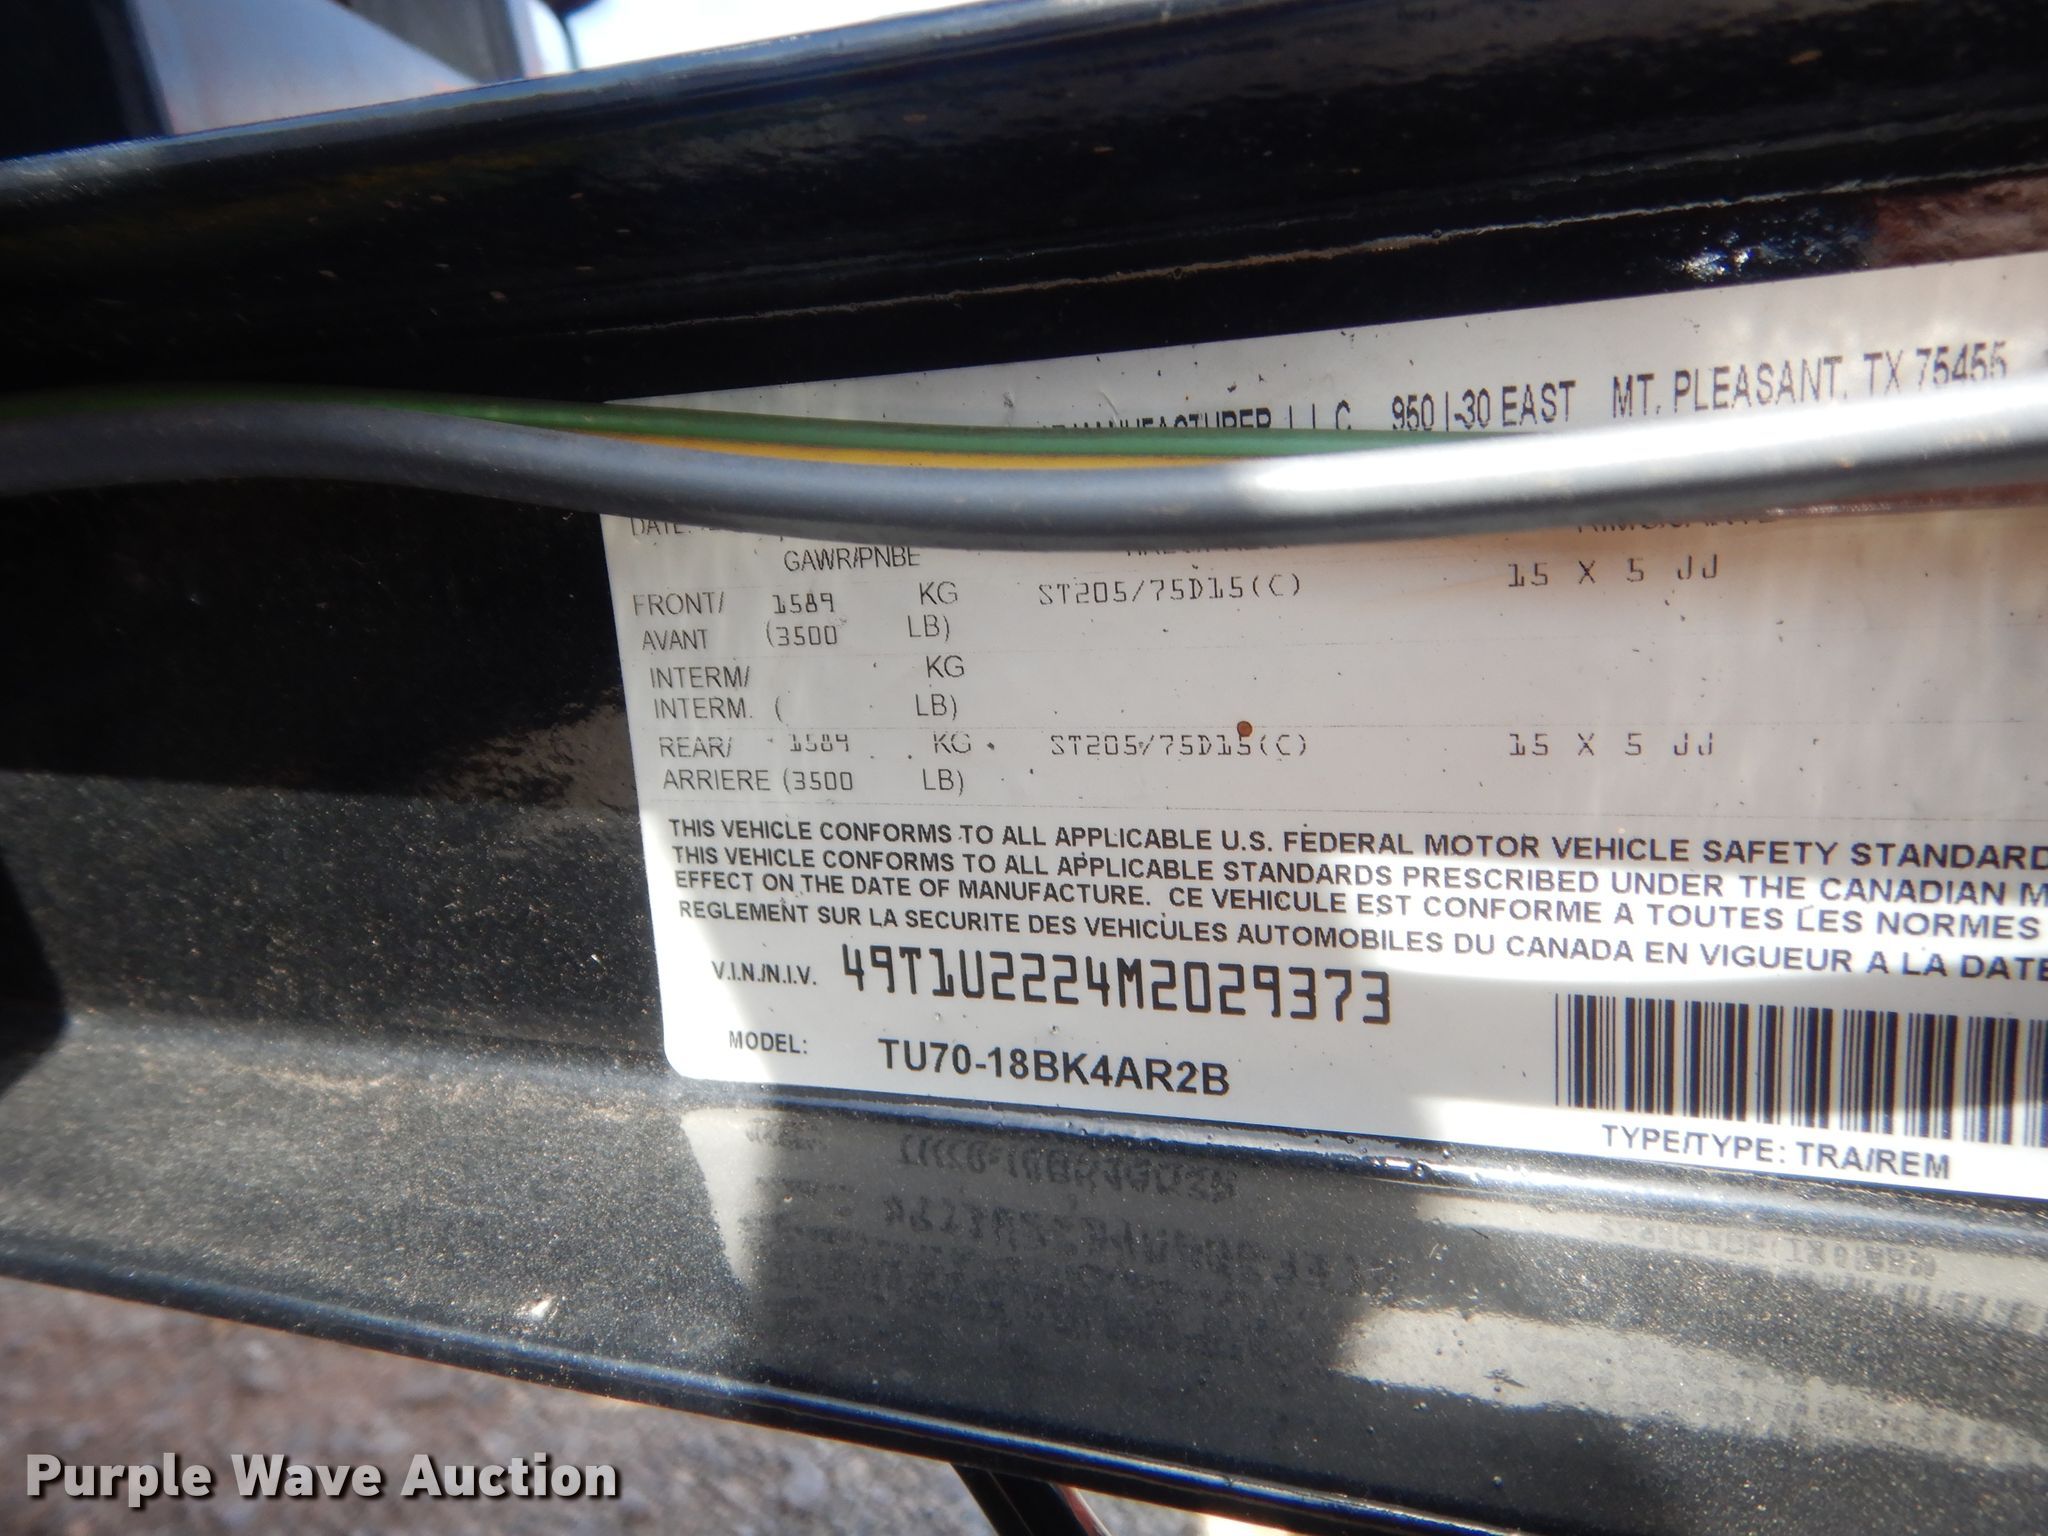 MANUFACTURER, L.L.C. 950 I-30 EAST MT. PLEASANT, TX 75455
DATE:
GAWR/PNBE
FRONT/ 1589 KG ST205/75D15(C) 15 X 5 JJ
AVANT (3500 LB)
INTERM/ KG
INTERM. ( LB)
REAR/ 1589 KG ST205/75D15(C) 15 X 5 JJ
ARRIERE (3500 LB)
THIS VEHICLE CONFORMS TO ALL APPLICABLE U.S. FEDERAL MOTOR VEHICLE SAFETY STANDARD
THIS VEHICLE CONFORMS TO ALL APPLICABLE STANDARDS PRESCRIBED UNDER THE CANADIAN M
EFFECT ON THE DATE OF MANUFACTURE. CE VEHICULE EST CONFORME A TOUTES LES NORMES
REGLEMENT SUR LA SECURITE DES VEHICULES AUTOMOBILES DU CANADA EN VIGUEUR A LA DATE
V.I.N./N.I.V. 49T1U2224M2029373
MODEL: TU70-18BK4AR2B
TYPE/TYPE: TRA/REM
Purple Wave Auction